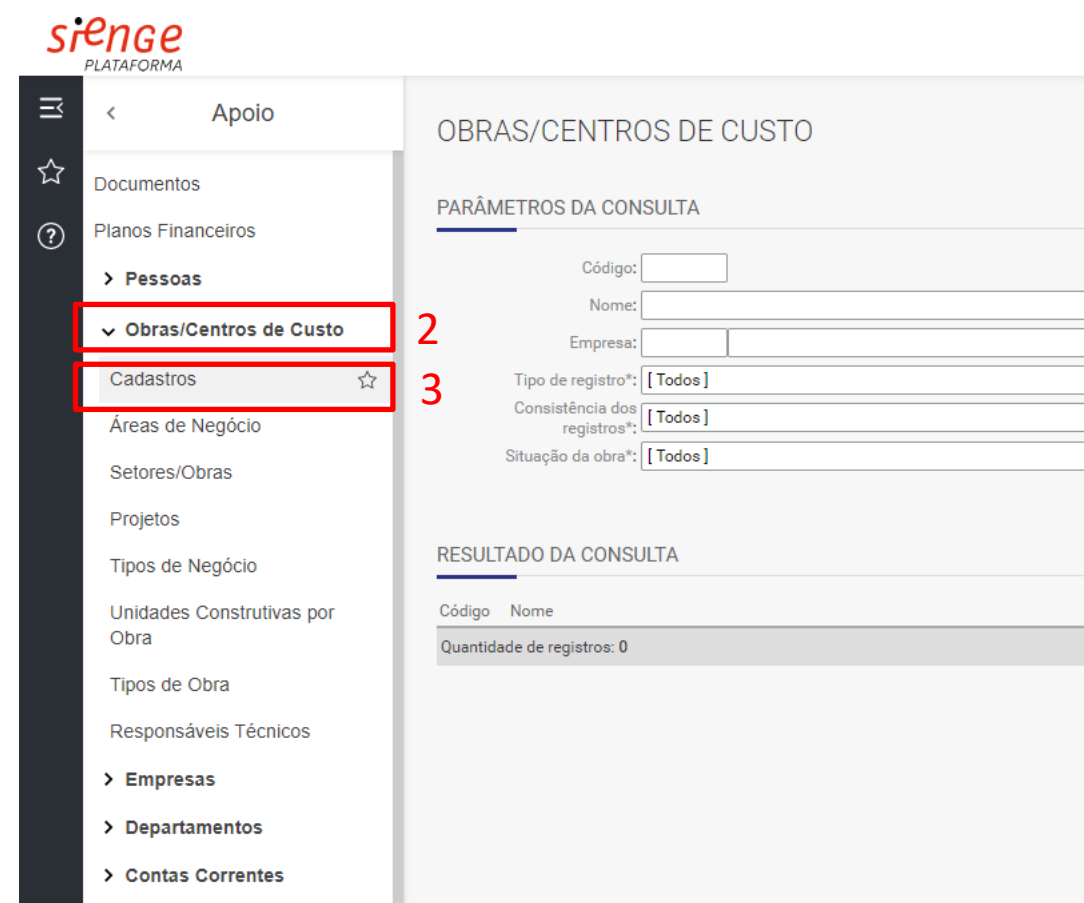 sienge
PLATAFORMA
Apoio
Documentos
Planos Financeiros
Pessoas
Obras/Centros de Custo
2
Cadastros
3
Áreas de Negócio
Setores/Obras
Projetos
Tipos de Negócio
Unidades Construtivas por
Obra
Tipos de Obra
Responsáveis Técnicos
Empresas
Departamentos
Contas Correntes
OBRAS/CENTROS DE CUSTO
PARÂMETROS DA CONSULTA
Código:
Nome:
Empresa:
Tipo de registro*: [ Todos ]
Consistência dos
registros*: [ Todos ]
Situação da obra*: [ Todos ]
RESULTADO DA CONSULTA
Código Nome
Quantidade de registros: 0